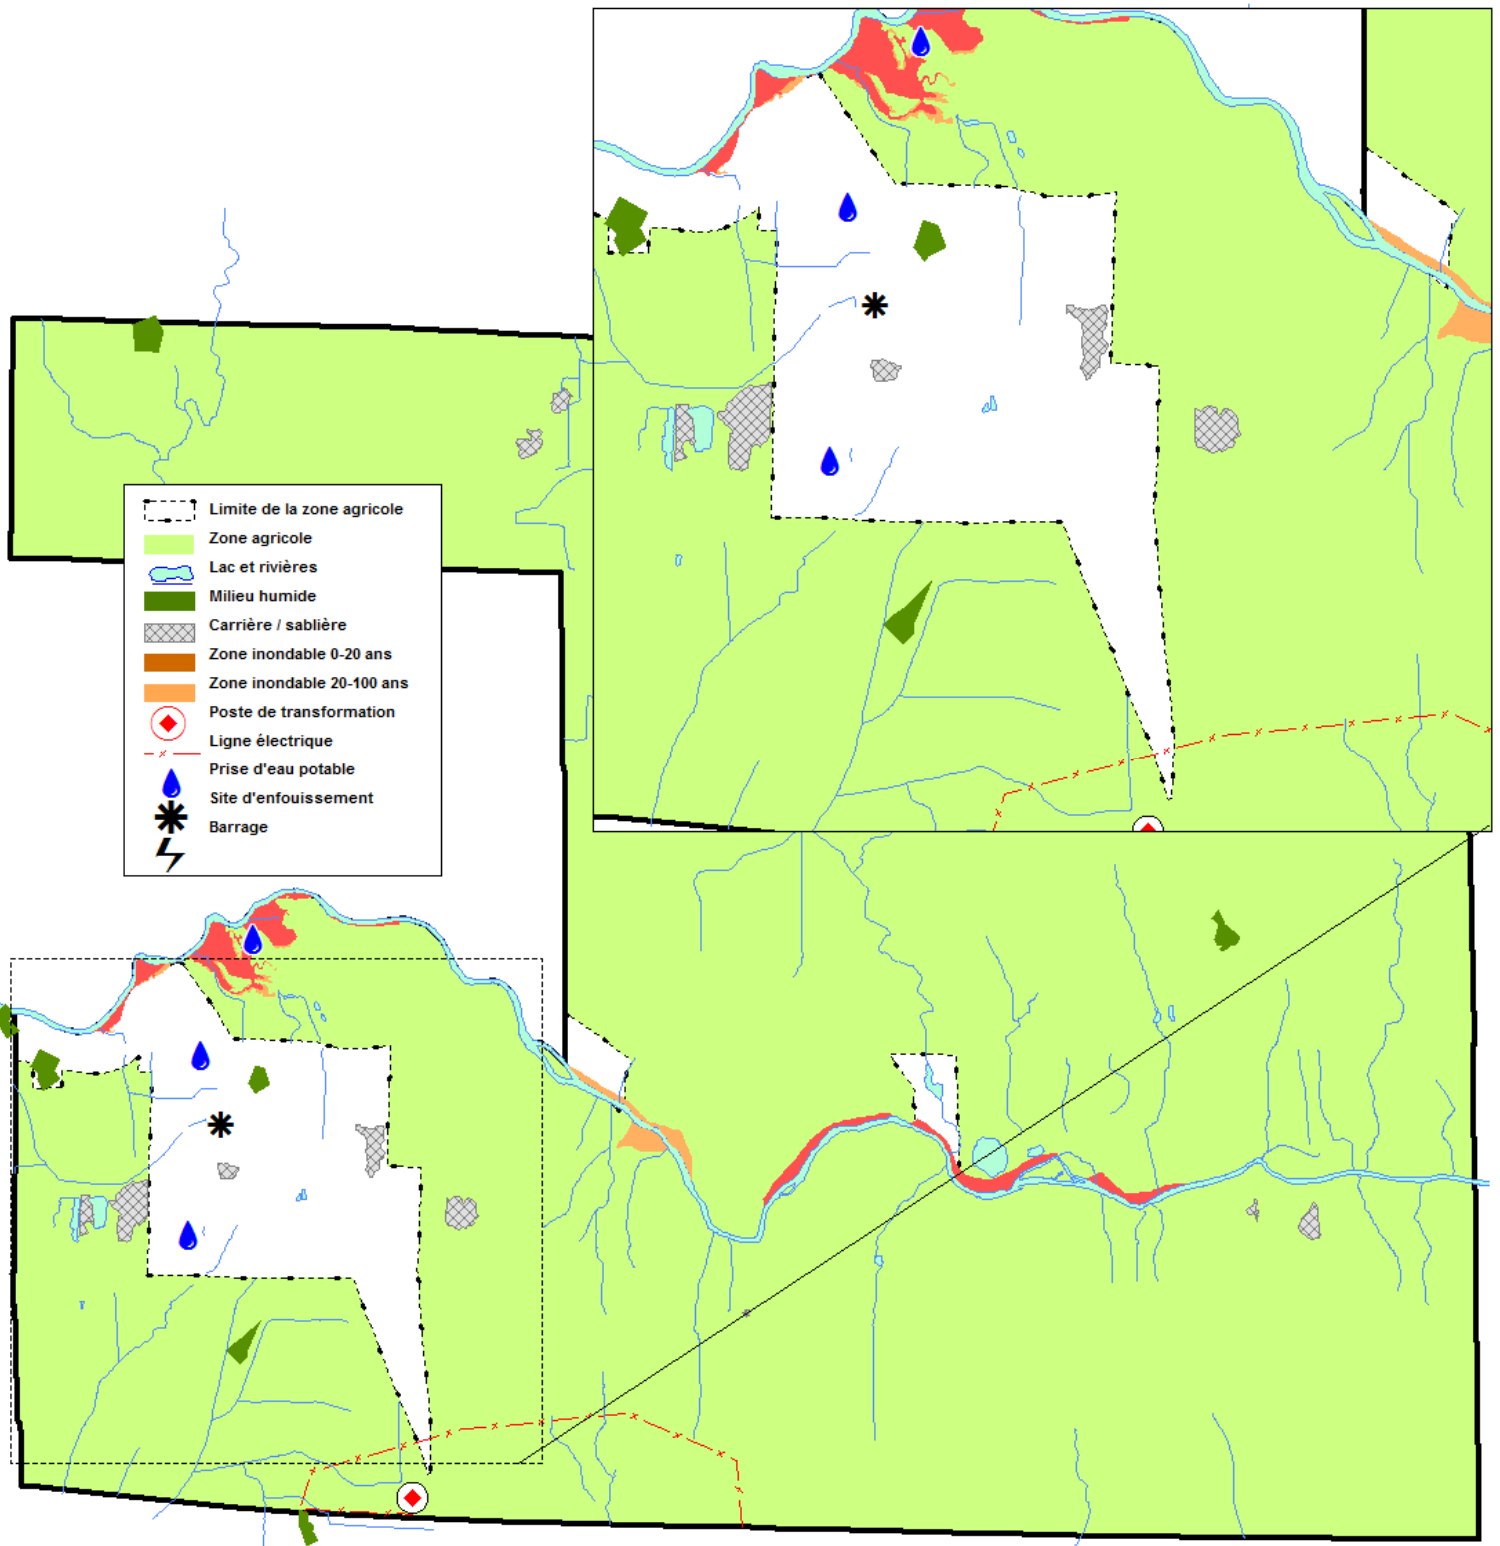 Limite de la zone agricole
Zone agricole
Lac et rivières
Milieu humide
Carrière / sablière
Zone inondable 0-20 ans
Zone inondable 20-100 ans
Poste de transformation
Ligne électrique
Prise d'eau potable
Site d'enfouissement
Barrage